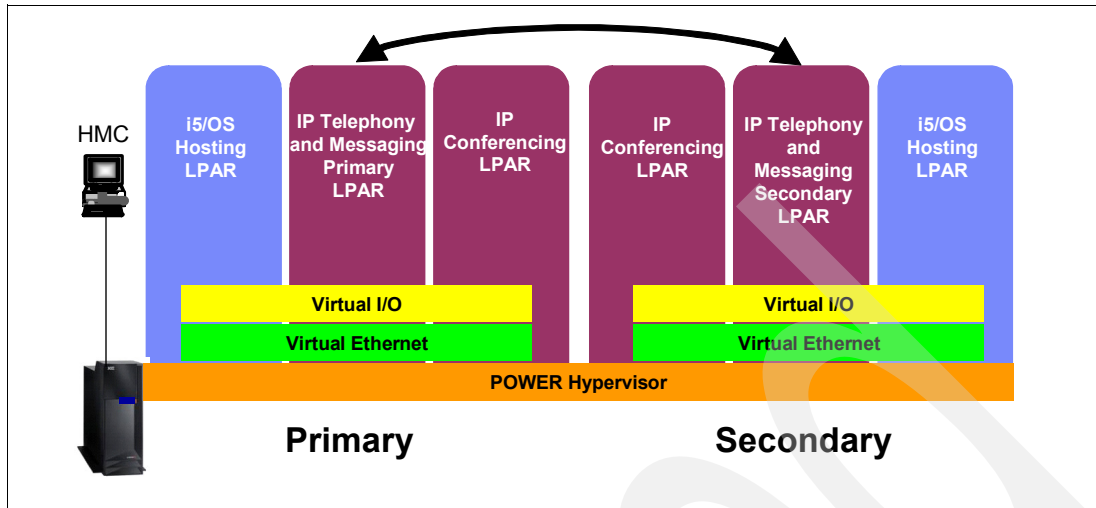 HMC
i5/OS
Hosting
LPAR
IP Telephony
and Messaging
Primary
LPAR
IP
Conferencing
LPAR
IP
Conferencing
LPAR
IP Telephony
and
Messaging
Secondary
LPAR
i5/OS
Hosting
LPAR
Virtual I/O
Virtual Ethernet
Virtual I/O
Virtual Ethernet
POWER Hypervisor
Primary
Secondary